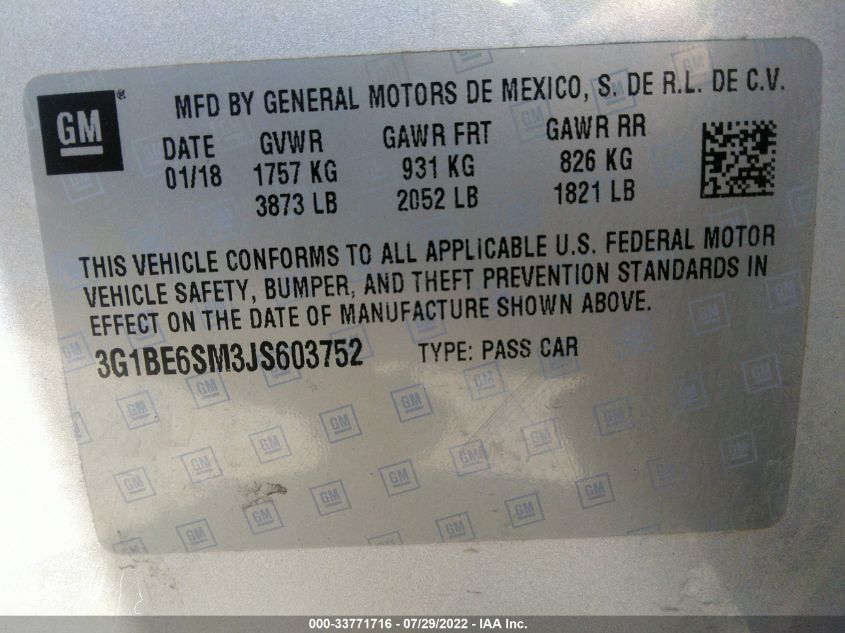 GM
MFD BY GENERAL MOTORS DE MEXICO, S. DE R.L. DE C.V.
DATE GVWR GAWR FRT GAWR RR
01/18 1757 KG 931 KG 826 KG
3873 LB 2052 LB 1821 LB
THIS VEHICLE CONFORMS TO ALL APPLICABLE U.S. FEDERAL MOTOR
VEHICLE SAFETY, BUMPER, AND THEFT PREVENTION STANDARDS IN
EFFECT ON THE DATE OF MANUFACTURE SHOWN ABOVE.
3G1BE6SM3JS603752 TYPE: PASS CAR
000-33771716 - 07/29/2022 - IAA Inc.